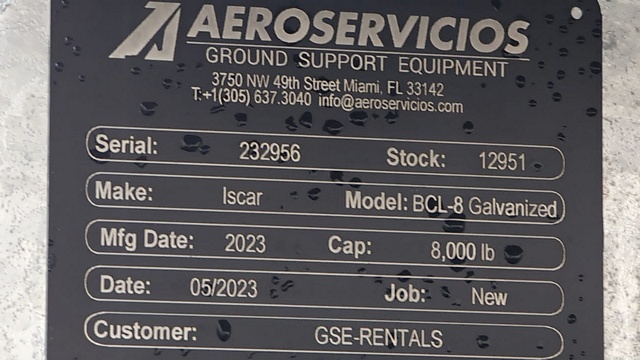 AEROSERVICIOS
GROUND SUPPORT EQUIPMENT
3750 NW 49th Street Miami, FL 33142
T:+1(305) 637.3040 info@aeroservicios.com
Serial: 232956 Stock: 12951
Make: Iscar Model: BCL-8 Galvanized
Mfg Date: 2023 Cap: 8,000 lb
Date: 05/2023 Job: New
Customer: GSE-RENTALS